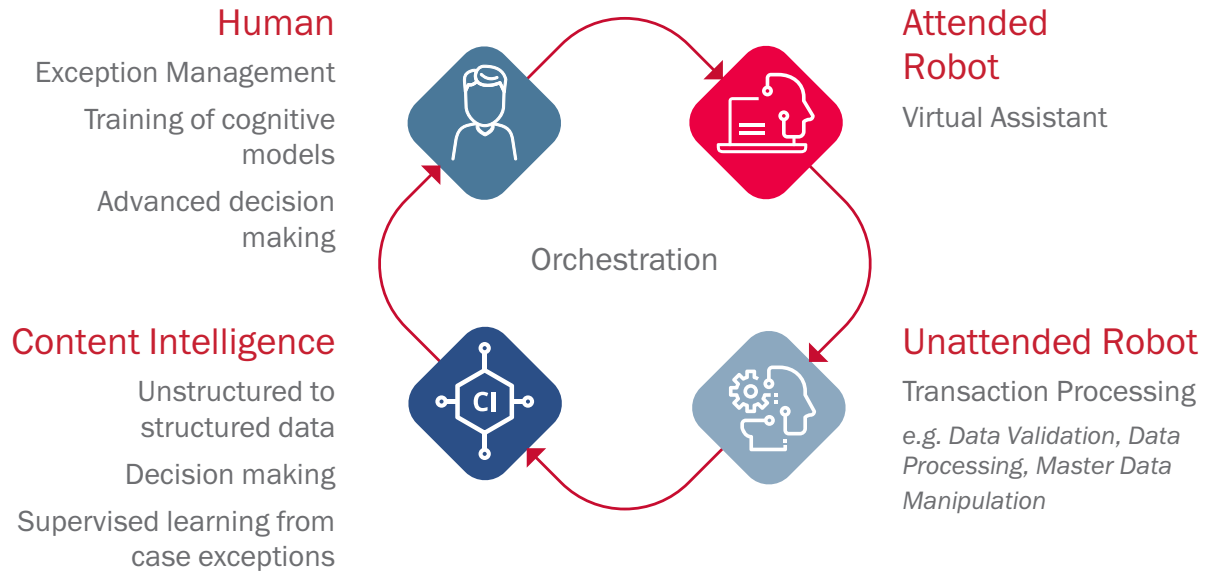 Human
Exception Management
Training of cognitive
models
Advanced decision
making
Attended
Robot
Virtual Assistant
Orchestration
Content Intelligence
Unstructured to
structured data
Decision making
Supervised learning from
case exceptions
CI
Unattended Robot
Transaction Processing
e.g. Data Validation, Data
Processing, Master Data
Manipulation